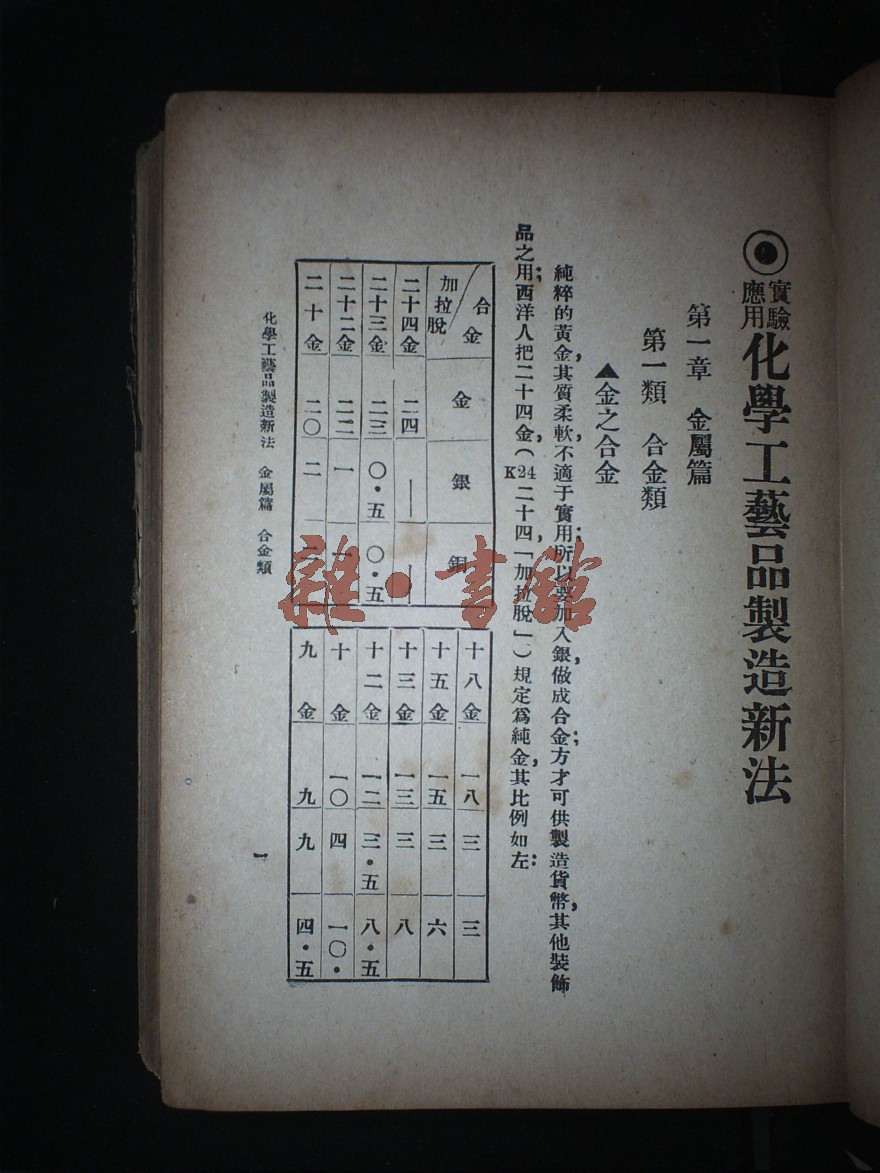 ◉實驗應用化學工藝品製造新法
第一章 金屬篇
第一類 合金類
▲金之合金
純粹的黃金,其質柔軟,不適于實用;所以要加入銀,做成合金;方才可供製造貨幣,其他裝飾
品之用;西洋人把二十四金,(K24二十四,「加拉脫」)規定爲純金,其比例如左:
合金 加拉脫 金 銀 銅
二十四金 二四 — —
二十三金 二三 〇・五 〇・五
二十二金 二二 一 一
二十金 二〇 二 二
十八金 一八 三 三
十五金 一五 三 六
十三金 一三 三 八
十二金 一二 三・五 八・五
十金 一〇 四 一〇・
九金 九 九 四・五
化學工藝品製造新法 金屬篇 合金類
一
雜・書館